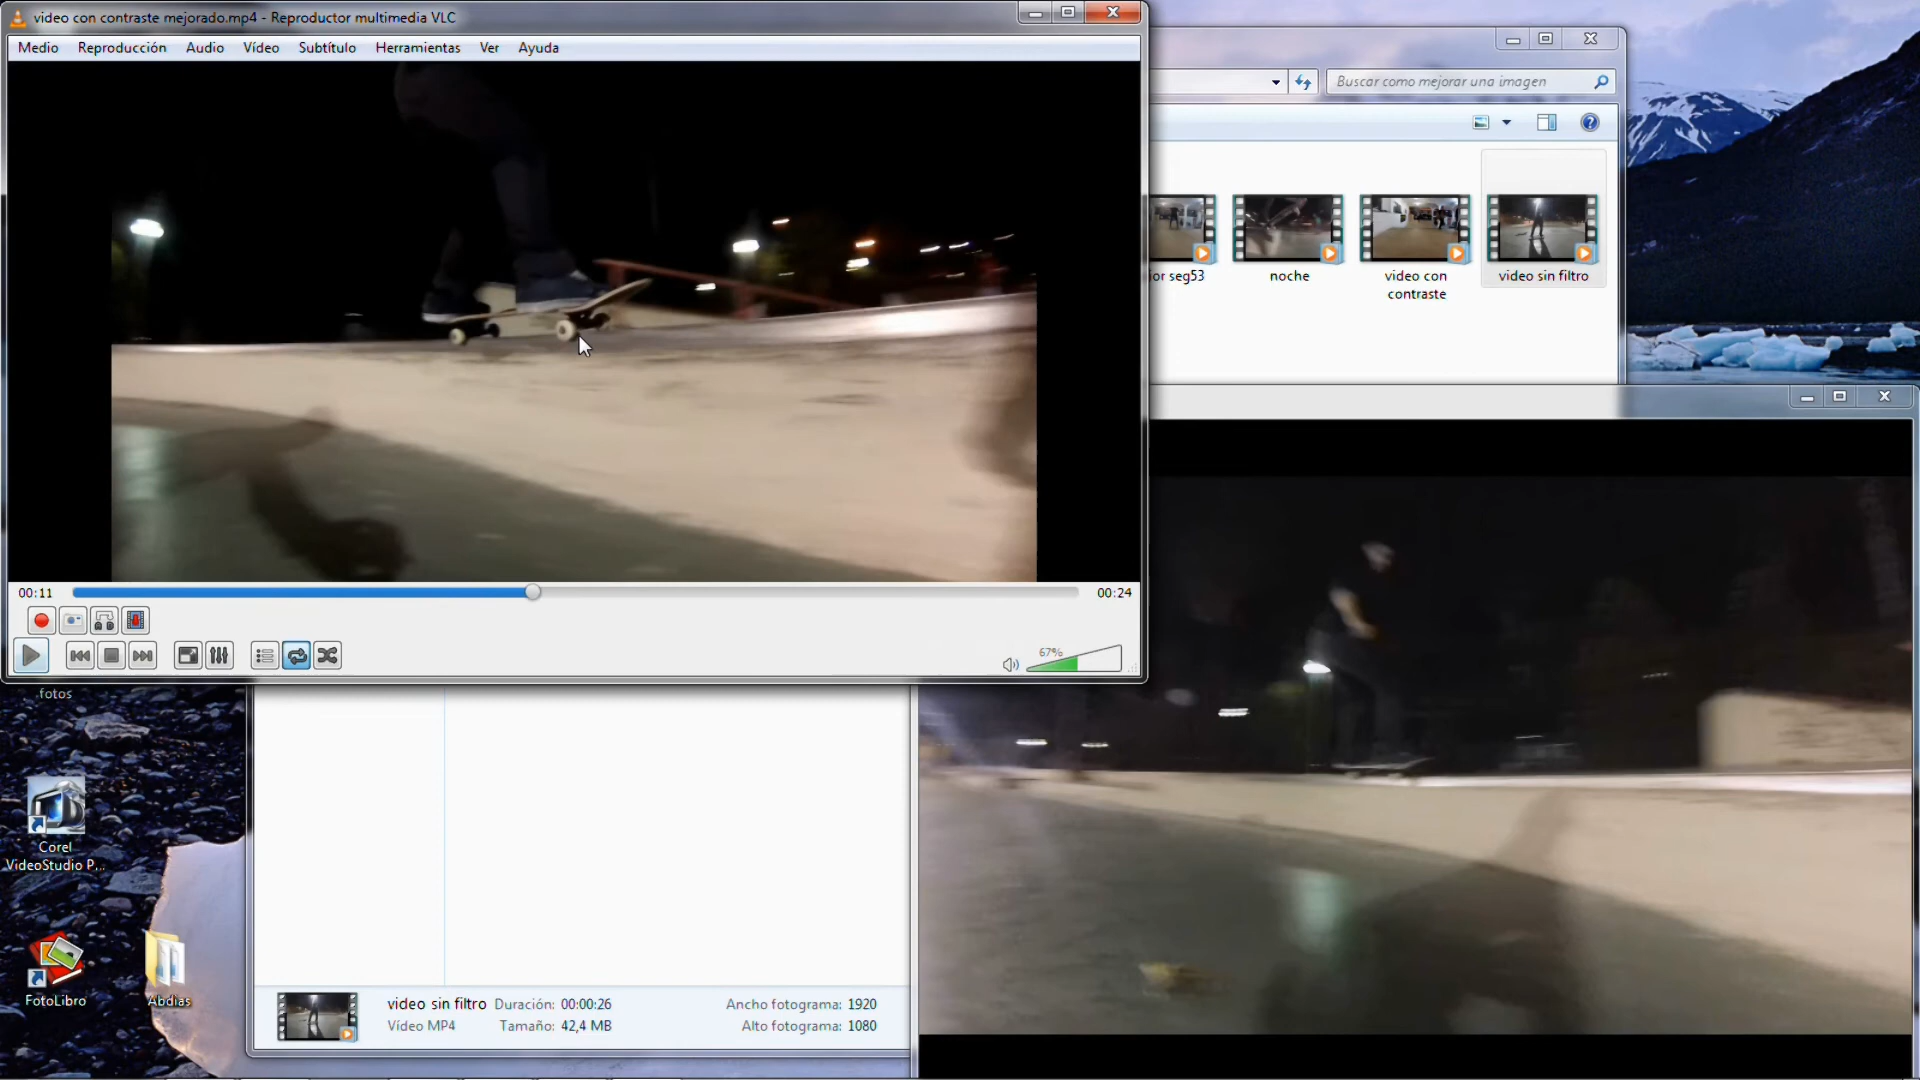 video con contraste mejorado.mp4 - Reproductor multimedia VLC
Medio Reproducción Audio Vídeo Subtítulo Herramientas Ver Ayuda
Buscar como mejorar una imagen
ior seg53
noche
video con
contraste
video sin filtro
00:11
00:24
67%
fotos
Corel
VideoStudio P...
FotoLibro
Abdias
video sin filtro Duración: 00:00:26 Ancho fotograma: 1920
Vídeo MP4 Tamaño: 42,4 MB Alto fotograma: 1080